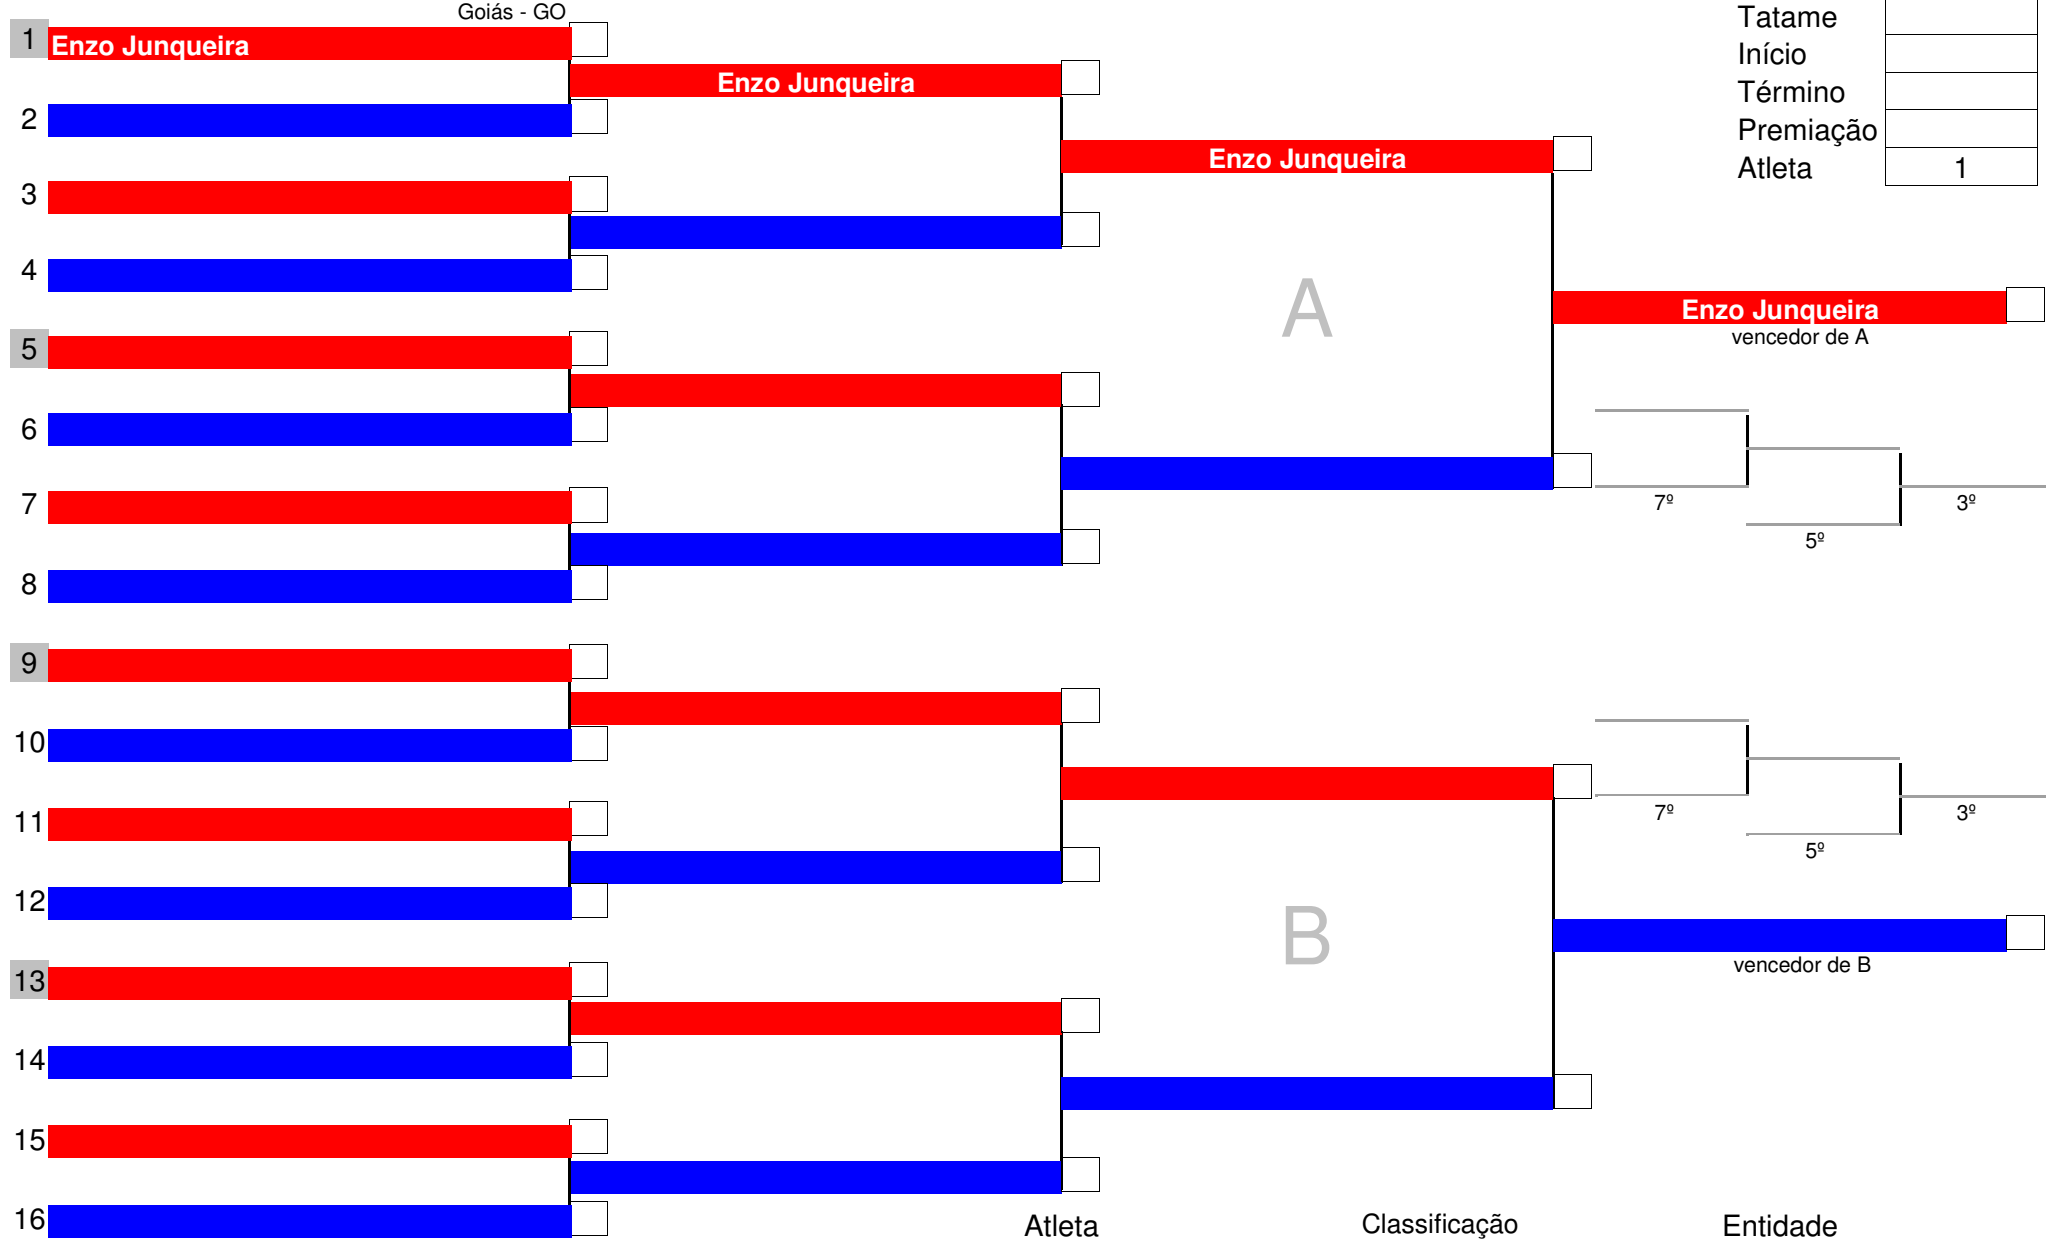 Goiás - GO
Tatame
1 Enzo Junqueira
Início
Enzo Junqueira
Término
2
Premiação
Enzo Junqueira
Atleta 1
3
4
A
Enzo Junqueira
vencedor de A
5
6
7
7º
3º
5º
8
9
10
11
7º
3º
5º
12
B
vencedor de B
13
14
15
16
Atleta Classificação Entidade